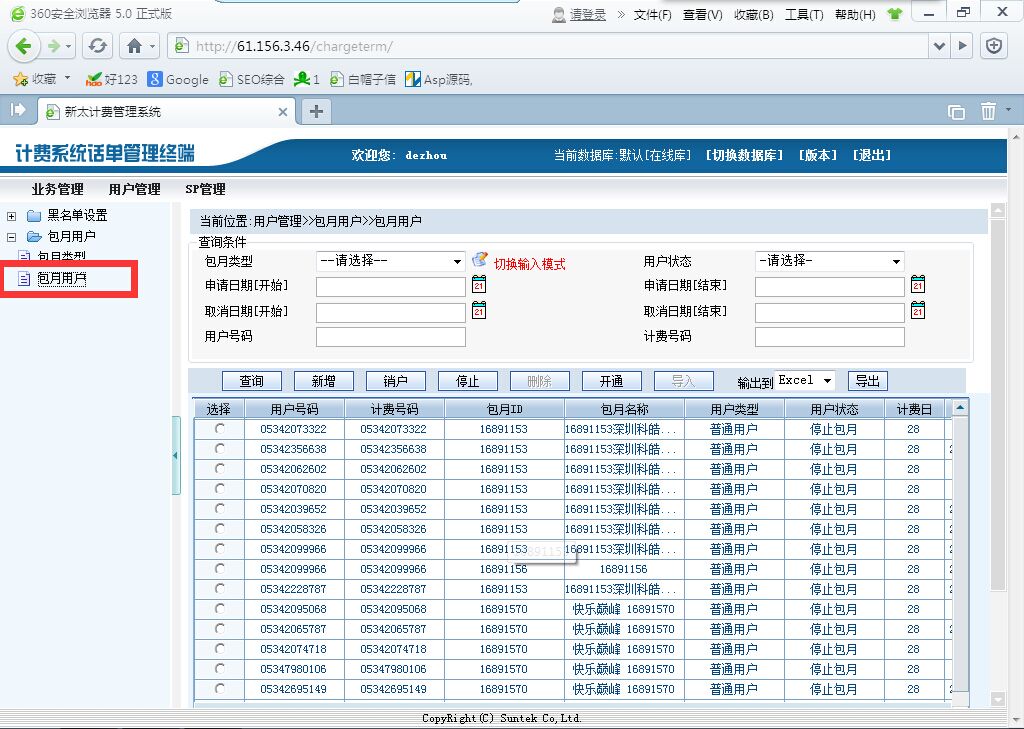 360安全浏览器 5.0 正式版 请登录 » 文件(F) 查看(V) 收藏(B) 工具(T) 帮助(H)
http://61.156.3.46/chargeterm/
收藏 好123 Google SEO综合 1 白帽子信 Asp源码,
新太计费管理系统
计费系统话单管理终端 欢迎您: dezhou 当前数据库:默认[在线库] [切换数据库] [版本] [退出]
业务管理 用户管理 SP管理
黑名单设置
包月用户
包月类型
包月用户
当前位置:用户管理>>包月用户>>包月用户
查询条件
包月类型 --请选择-- 切换输入模式 用户状态 -请选择-
申请日期[开始] 21 申请日期[结束] 21
取消日期[开始] 21 取消日期[结束] 21
用户号码 计费号码
查询 新增 销户 停止 删除 开通 导入 输出到 Excel 导出
选择 用户号码 计费号码 包月ID 包月名称 用户类型 用户状态 计费日
05342073322 05342073322 16891153 16891153深圳科皓... 普通用户 停止包月 28
05342356638 05342356638 16891153 16891153深圳科皓... 普通用户 停止包月 28
05342062602 05342062602 16891153 16891153深圳科皓... 普通用户 停止包月 28
05342070820 05342070820 16891153 16891153深圳科皓... 普通用户 停止包月 28
05342039652 05342039652 16891153 16891153深圳科皓... 普通用户 停止包月 28
05342058326 05342058326 16891153 16891153深圳科皓... 普通用户 停止包月 28
05342099966 05342099966 16891153 16891153深圳科皓... 普通用户 停止包月 28
05342099966 05342099966 16891156 16891156 普通用户 停止包月 28
05342228787 05342228787 16891153 16891153深圳科皓... 普通用户 停止包月 28
05342095068 05342095068 16891570 快乐巅峰 16891570 普通用户 停止包月 28
05342065787 05342065787 16891570 快乐巅峰 16891570 普通用户 停止包月 28
05342074718 05342074718 16891570 快乐巅峰 16891570 普通用户 停止包月 28
05347980106 05347980106 16891570 快乐巅峰 16891570 普通用户 停止包月 28
05342695149 05342695149 16891570 快乐巅峰 16891570 普通用户 停止包月 28
CopyRight(C) Suntek Co,Ltd.